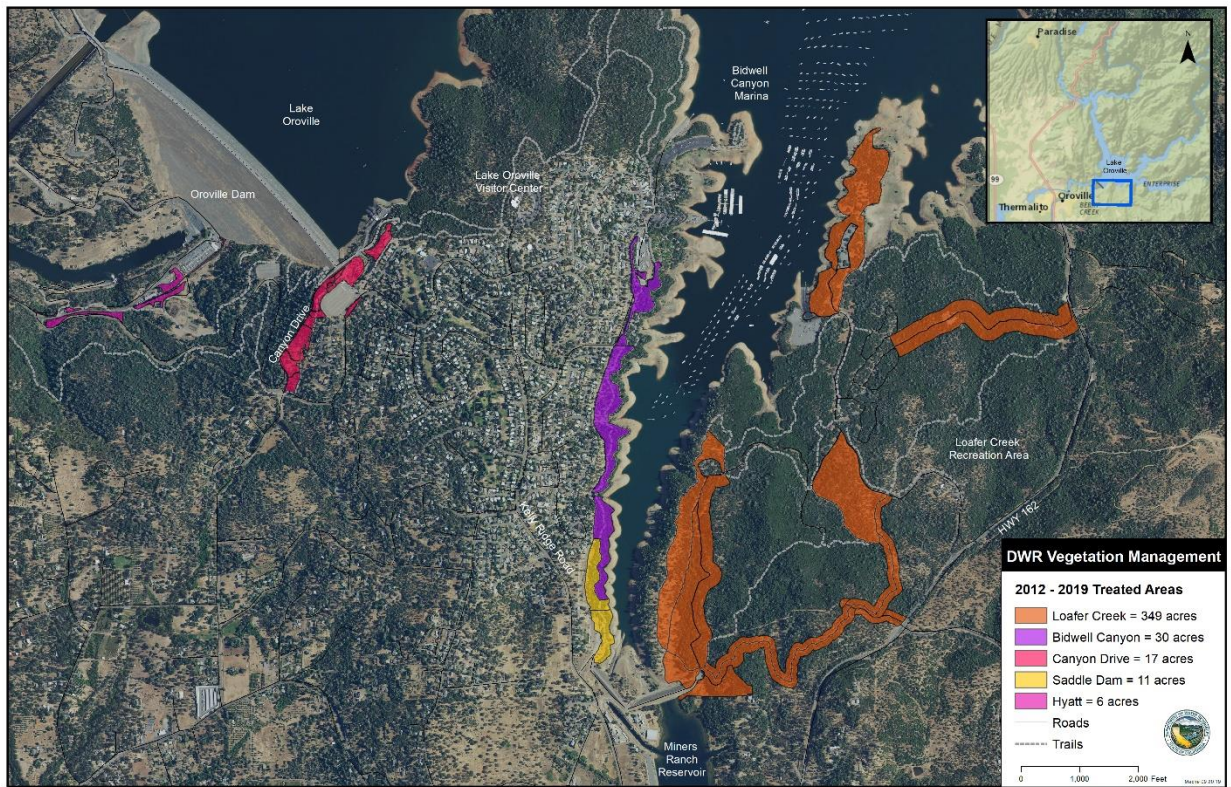 Lake
Oroville
Bidwell
Canyon
Marina
Oroville Dam
Lake Oroville
Visitor Center
Canyon Drive
Kelly Ridge Road
Loafer Creek
Recreation Area
HWY 162
Miners
Ranch
Reservoir
Paradise
N
99
Lake
Oroville
ENTERPRISE
Oroville
Thermalito
CREEK
DWR Vegetation Management
2012 - 2019 Treated Areas
Loafer Creek = 349 acres
Bidwell Canyon = 30 acres
Canyon Drive = 17 acres
Saddle Dam = 11 acres
Hyatt = 6 acres
Roads
Trails
0 1,000 2,000 Feet